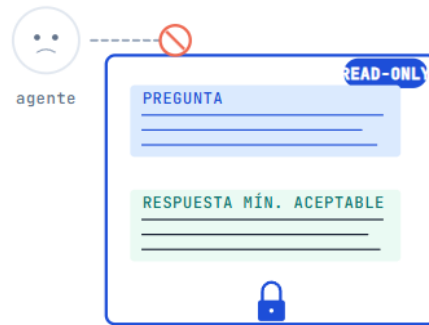 READ-ONLY
agente
PREGUNTA
RESPUESTA MÍN. ACEPTABLE